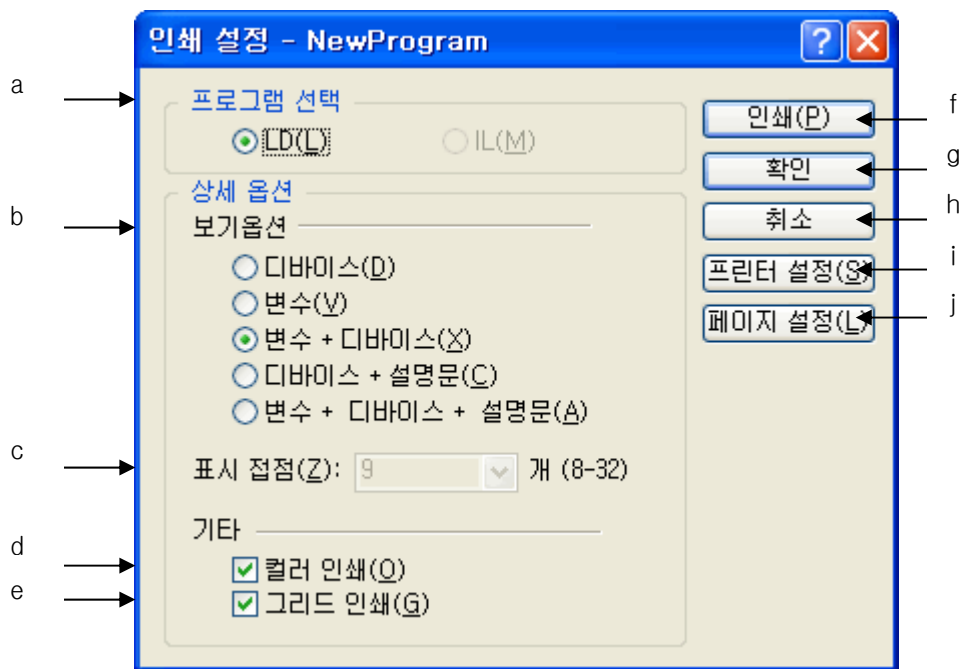 인쇄 설정 - NewProgram
a
프로그램 선택
LD(L)
IL(M)
상세 옵션
b
보기옵션
디바이스(D)
변수(V)
변수 + 디바이스(X)
디바이스 + 설명문(C)
변수 + 디바이스 + 설명문(A)
c
표시 접점(Z): 9 개 (8-32)
기타
d
컬러 인쇄(O)
e
그리드 인쇄(G)
인쇄(P)
f
확인
g
취소
h
프린터 설정(S)
i
페이지 설정(L)
j